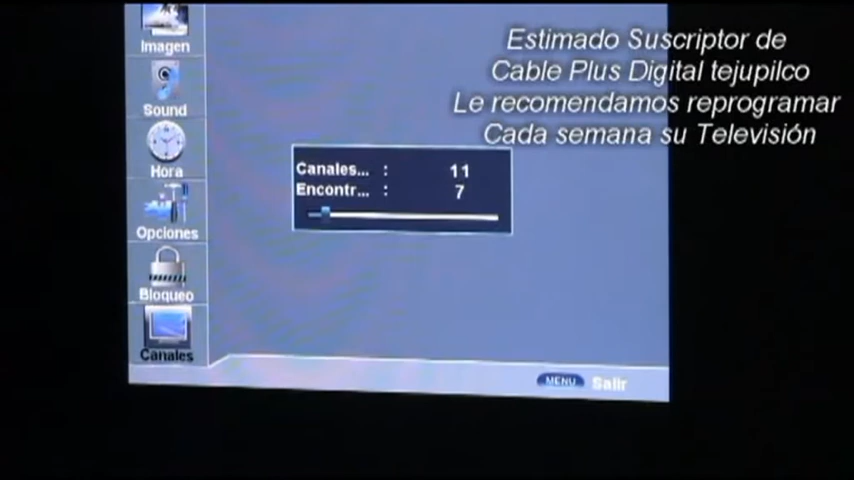 Estimado Suscriptor de
Cable Plus Digital tejupilco
Le recomendamos reprogramar
Cada semana su Televisión
Imagen
Sound
Hora
Opciones
Bloqueo
Canales
Canales... : 11
Encontr... : 7
MENU Salir